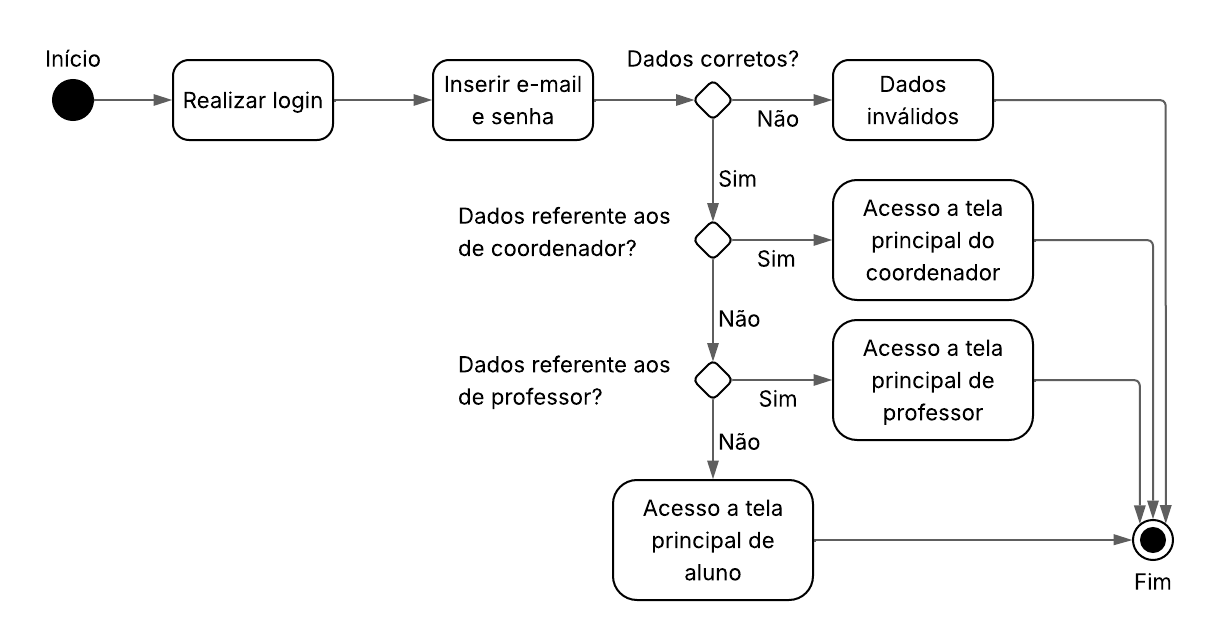 Início
Realizar login
Inserir e-mail
e senha
Dados corretos?
Não
Dados
inválidos
Sim
Dados referente aos
de coordenador?
Sim
Acesso a tela
principal do
coordenador
Não
Dados referente aos
de professor?
Sim
Acesso a tela
principal de
professor
Não
Acesso a tela
principal de
aluno
Fim